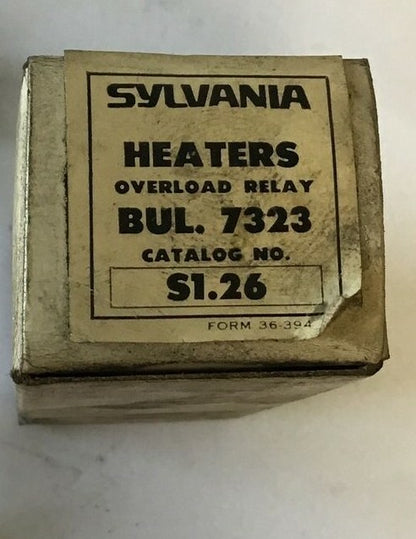 SYLVANIA
HEATERS
OVERLOAD RELAY
BUL. 7323
CATALOG NO.
S1.26
FORM 36-394